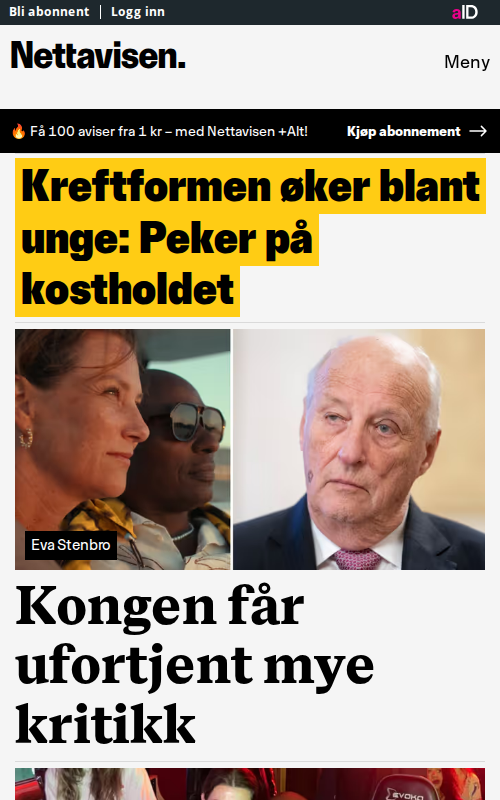 Bli abonnent | Logg inn
aID
Nettavisen.
Meny
🔥 Få 100 aviser fra 1 kr – med Nettavisen +Alt!
Kjøp abonnement →
Kreftformen øker blant
unge: Peker på
kostholdet
Eva Stenbro
Kongen får
ufortjent mye
kritikk
EVOKO